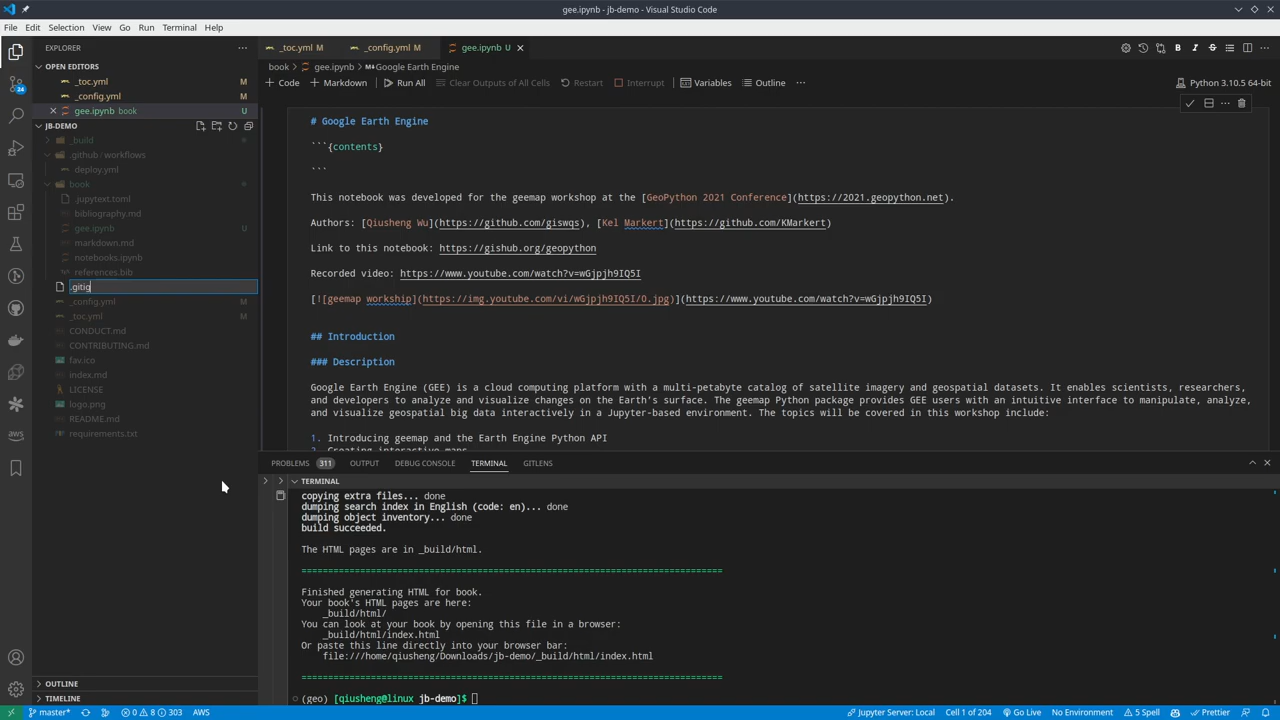 gee.ipynb - jb-demo - Visual Studio Code
File Edit Selection View Go Run Terminal Help
EXPLORER
OPEN EDITORS
_toc.yml M
_config.yml M
gee.ipynb book U
JB-DEMO
_build
.github/workflows
deploy.yml
book
.jupytext.toml
bibliography.md
gee.ipynb U
markdown.md
notebooks.ipynb
references.bib
.gitig
_config.yml M
_toc.yml M
CONDUCT.md
CONTRIBUTING.md
fav.ico
index.md
LICENSE
logo.png
README.md
requirements.txt
OUTLINE
TIMELINE
24
aws
_toc.yml M _config.yml M gee.ipynb U
book > gee.ipynb > Google Earth Engine
+ Code + Markdown Run All Clear Outputs of All Cells Restart Interrupt Variables Outline ··· Python 3.10.5 64-bit
# Google Earth Engine
```{contents}
```
This notebook was developed for the geemap workshop at the [GeoPython 2021 Conference](https://2021.geopython.net).
Authors: [Qiusheng Wu](https://github.com/giswqs), [Kel Markert](https://github.com/KMarkert)
Link to this notebook: https://gishub.org/geopython
Recorded video: https://www.youtube.com/watch?v=wGjpjh9IQ5I
[![geemap workship](https://img.youtube.com/vi/wGjpjh9IQ5I/0.jpg)](https://www.youtube.com/watch?v=wGjpjh9IQ5I)
## Introduction
### Description
Google Earth Engine (GEE) is a cloud computing platform with a multi-petabyte catalog of satellite imagery and geospatial datasets. It enables scientists, researchers,
and developers to analyze and visualize changes on the Earth's surface. The geemap Python package provides GEE users with an intuitive interface to manipulate, analyze,
and visualize geospatial big data interactively in a Jupyter-based environment. The topics will be covered in this workshop include:
1. Introducing geemap and the Earth Engine Python API
2. Creating interactive maps
PROBLEMS 311 OUTPUT DEBUG CONSOLE TERMINAL GITLENS
TERMINAL
copying extra files... done
dumping search index in English (code: en)... done
dumping object inventory... done
build succeeded.
The HTML pages are in _build/html.
===============================================================================
Finished generating HTML for book.
Your book's HTML pages are here:
_build/html/
You can look at your book by opening this file in a browser:
_build/html/index.html
Or paste this line directly into your browser bar:
file:///home/qiusheng/Downloads/jb-demo/_build/html/index.html
===============================================================================
(geo) [qiusheng@linux jb-demo]$
master* 0 8 303 AWS Jupyter Server: Local Cell 1 of 204 Go Live No Environment 5 Spell Prettier